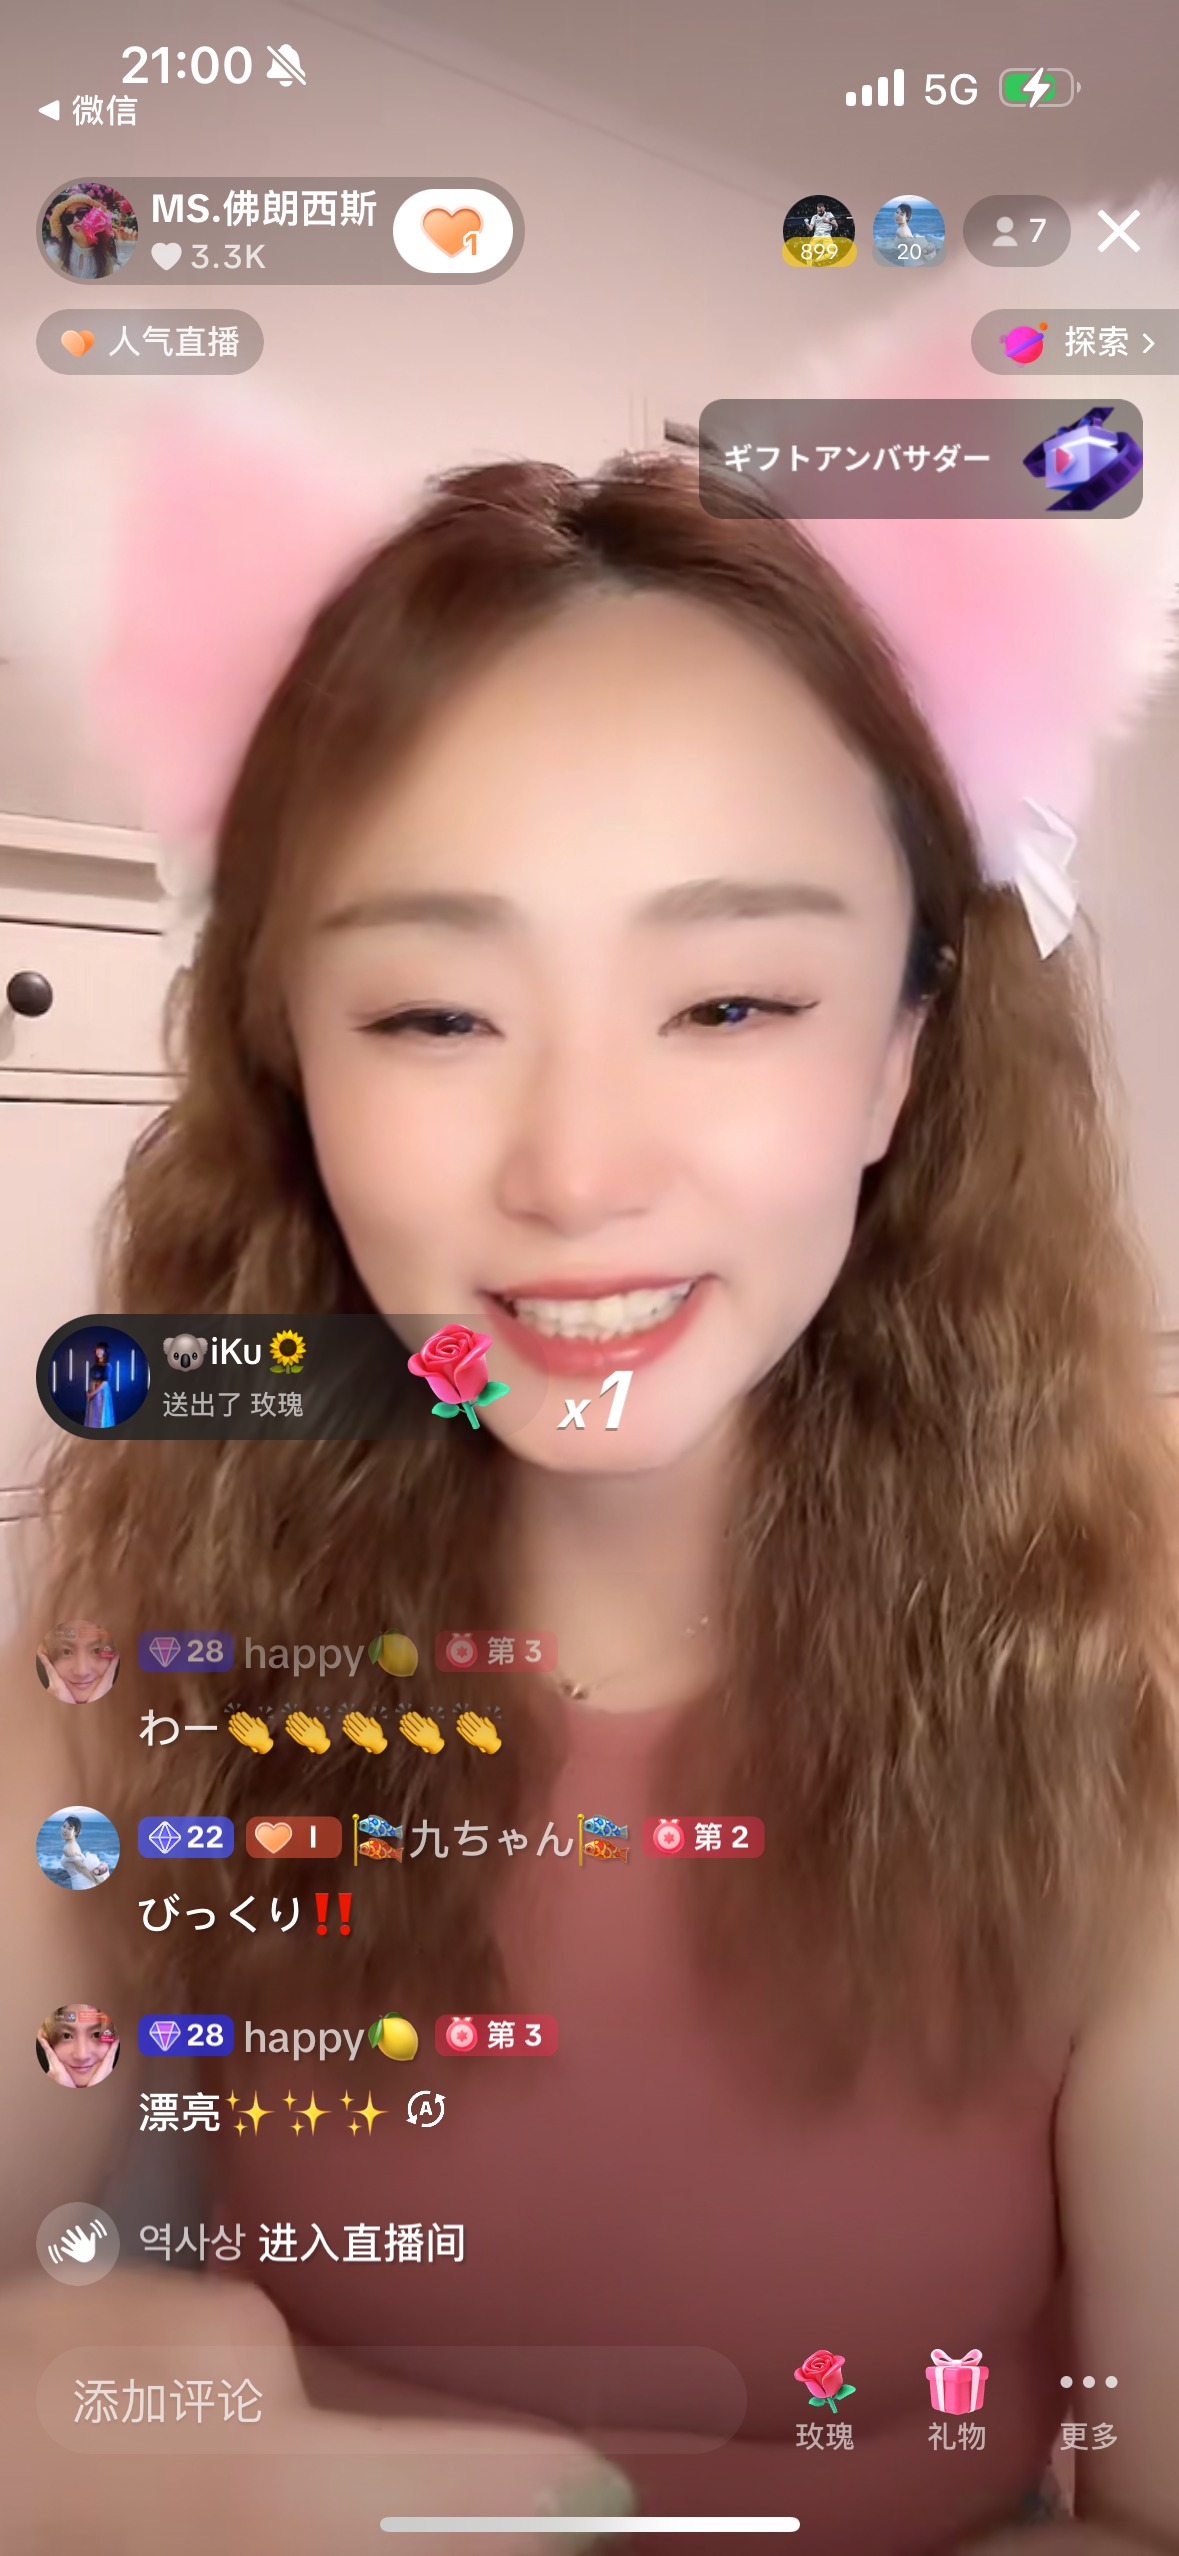 21:00
5G
◀ 微信
MS.佛朗西斯
3.3K
1
899
20
7
人气直播
探索 >
ギフトアンバサダー
🐨iKu🌻
送出了 玫瑰
x1
28 happy🍋 第 3
わー👏👏👏👏👏
22 I 🎏九ちゃん🎏 第 2
びっくり‼️
28 happy🍋 第 3
漂亮✨✨✨ A
역사상 进入直播间
添加评论
玫瑰
礼物
更多